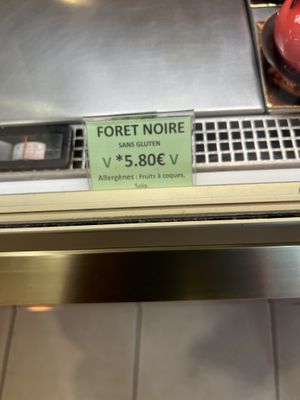 FORET NOIRE
SANS GLUTEN
V *5.80€ V
Allergènes : Fruits à coques,
Soja